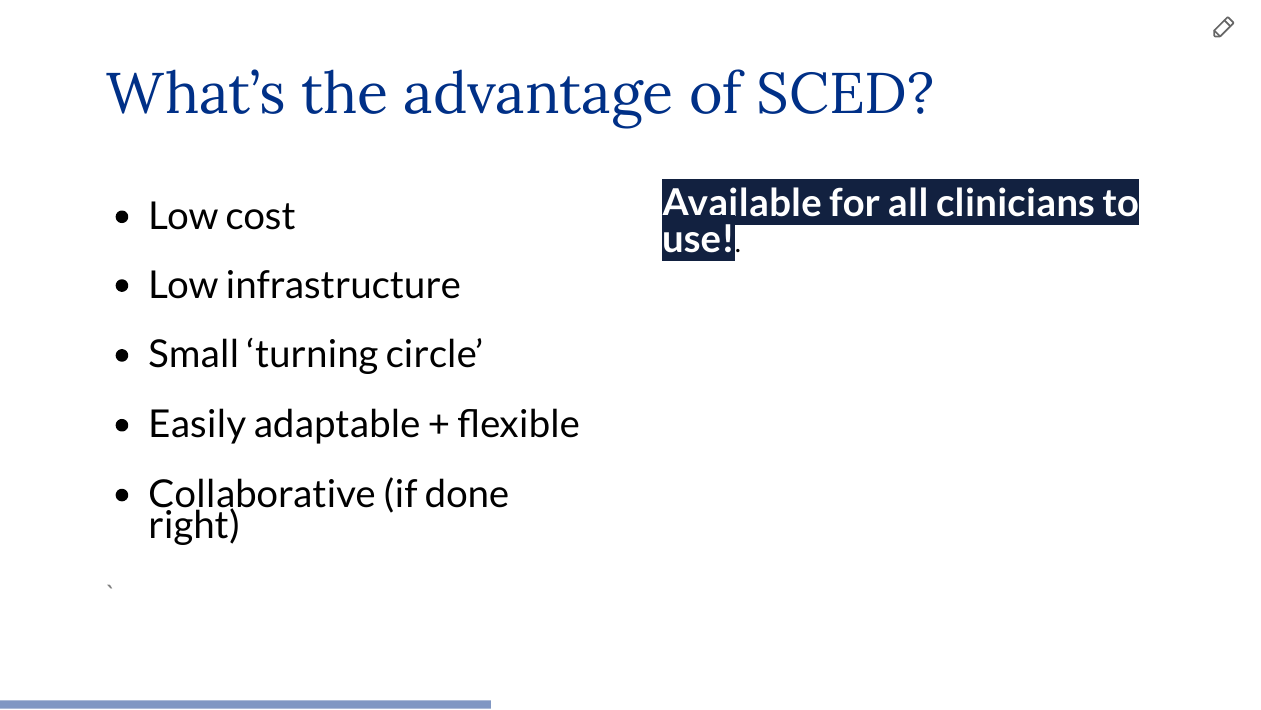 What’s the advantage of SCED?
• Low cost
• Low infrastructure
• Small ‘turning circle’
• Easily adaptable + flexible
• Collaborative (if done
right)
`
Available for all clinicians to
use!.